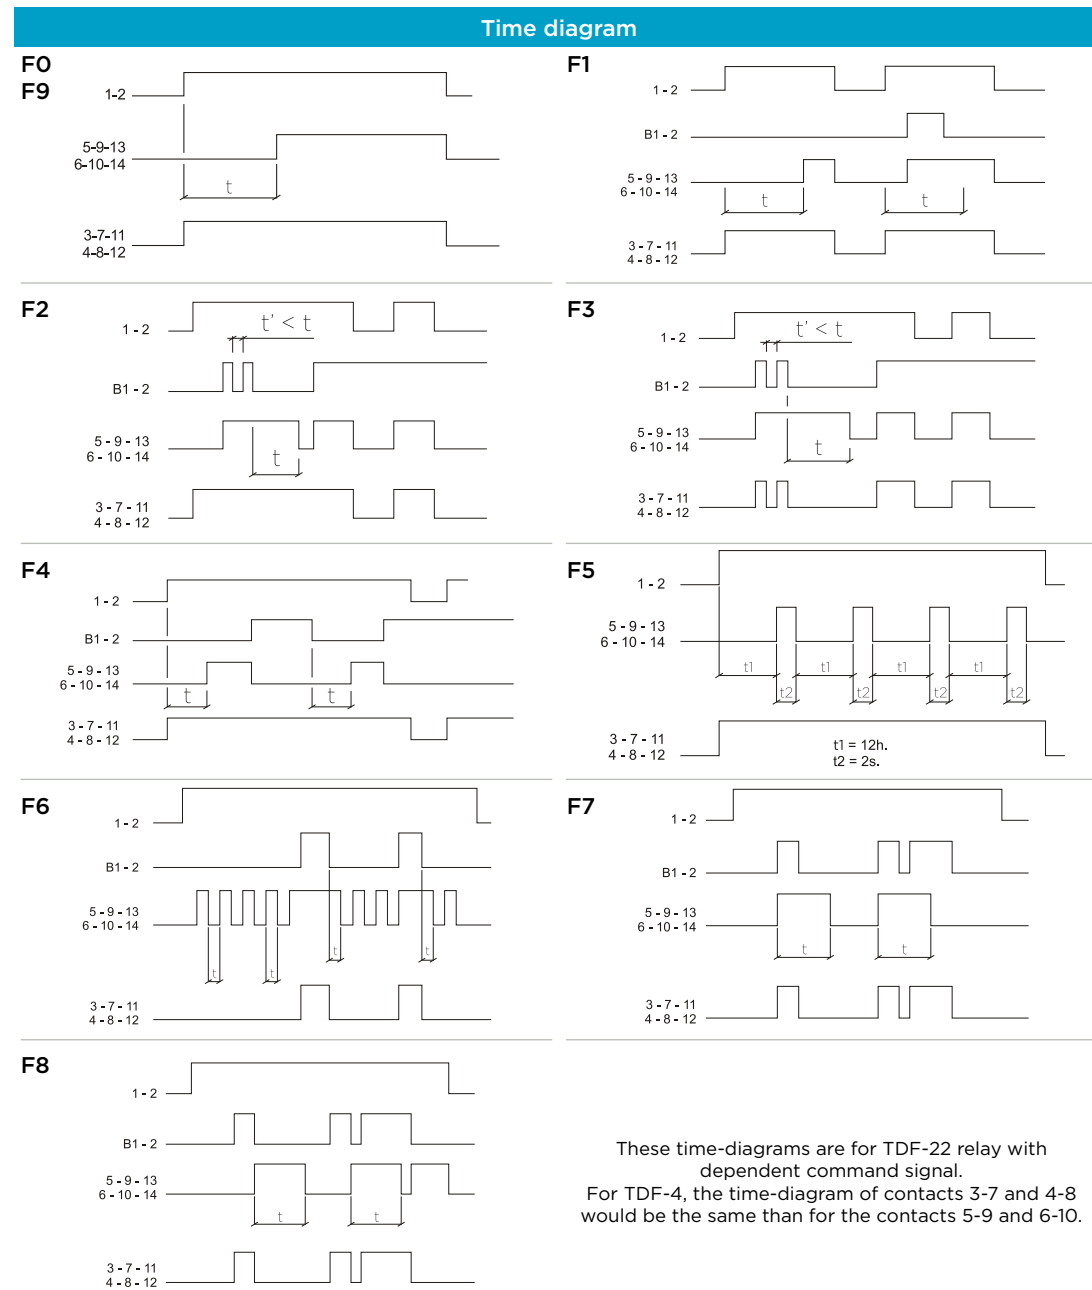 Time diagram
F0
F9
1-2
5-9-13
6-10-14
t
3-7-11
4-8-12
F1
1 - 2
B1 - 2
5 - 9 - 13
6 - 10 - 14
t
t
3 - 7 - 11
4 - 8 - 12
F2
1 - 2
t' < t
B1 - 2
5 - 9 - 13
6 - 10 - 14
t
3 - 7 - 11
4 - 8 - 12
F3
1 - 2
t' < t
B1 - 2
5 - 9 - 13
6 - 10 - 14
t
3 - 7 - 11
4 - 8 - 12
F4
1 - 2
B1 - 2
5 - 9 - 13
6 - 10 - 14
t
t
3 - 7 - 11
4 - 8 - 12
F5
1 - 2
5 - 9 - 13
6 - 10 - 14
t1
t1
t1
t1
t2
t2
t2
t2
3 - 7 - 11
4 - 8 - 12
t1 = 12h.
t2 = 2s.
F6
1 - 2
B1 - 2
5 - 9 - 13
6 - 10 - 14
t
t
t
t
3 - 7 - 11
4 - 8 - 12
F7
1 - 2
B1 - 2
5 - 9 - 13
6 - 10 - 14
t
t
3 - 7 - 11
4 - 8 - 12
F8
1 - 2
B1 - 2
5 - 9 - 13
6 - 10 - 14
t
t
3 - 7 - 11
4 - 8 - 12
These time-diagrams are for TDF-22 relay with
dependent command signal.
For TDF-4, the time-diagram of contacts 3-7 and 4-8
would be the same than for the contacts 5-9 and 6-10.